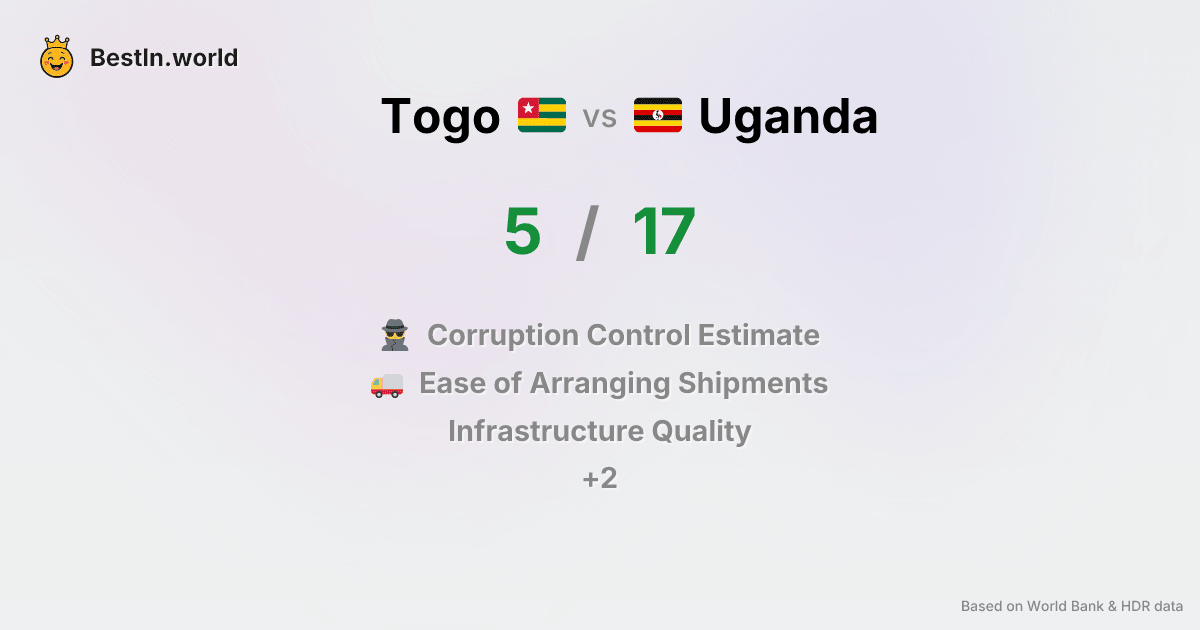 BestIn.world
Togo vs Uganda
5 / 17
Corruption Control Estimate
Ease of Arranging Shipments
Infrastructure Quality
+2
Based on World Bank & HDR data